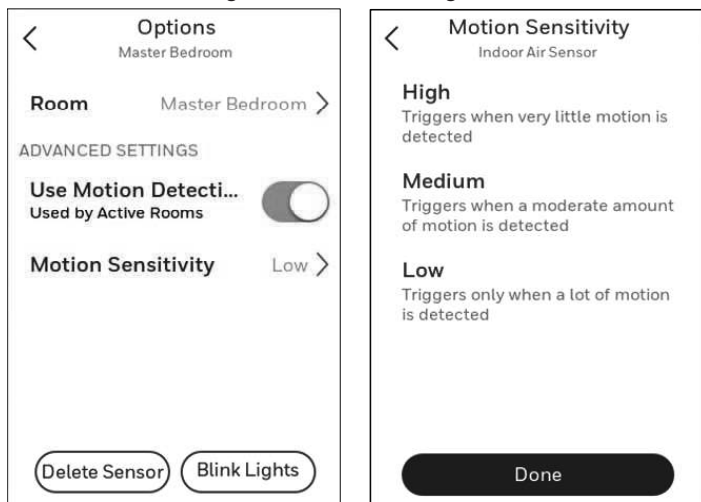 Options
Master Bedroom
Room Master Bedroom
ADVANCED SETTINGS
Use Motion Detecti...
Used by Active Rooms
Motion Sensitivity Low
Delete Sensor Blink Lights
Motion Sensitivity
Indoor Air Sensor
High
Triggers when very little motion is
detected
Medium
Triggers when a moderate amount
of motion is detected
Low
Triggers only when a lot of motion
is detected
Done